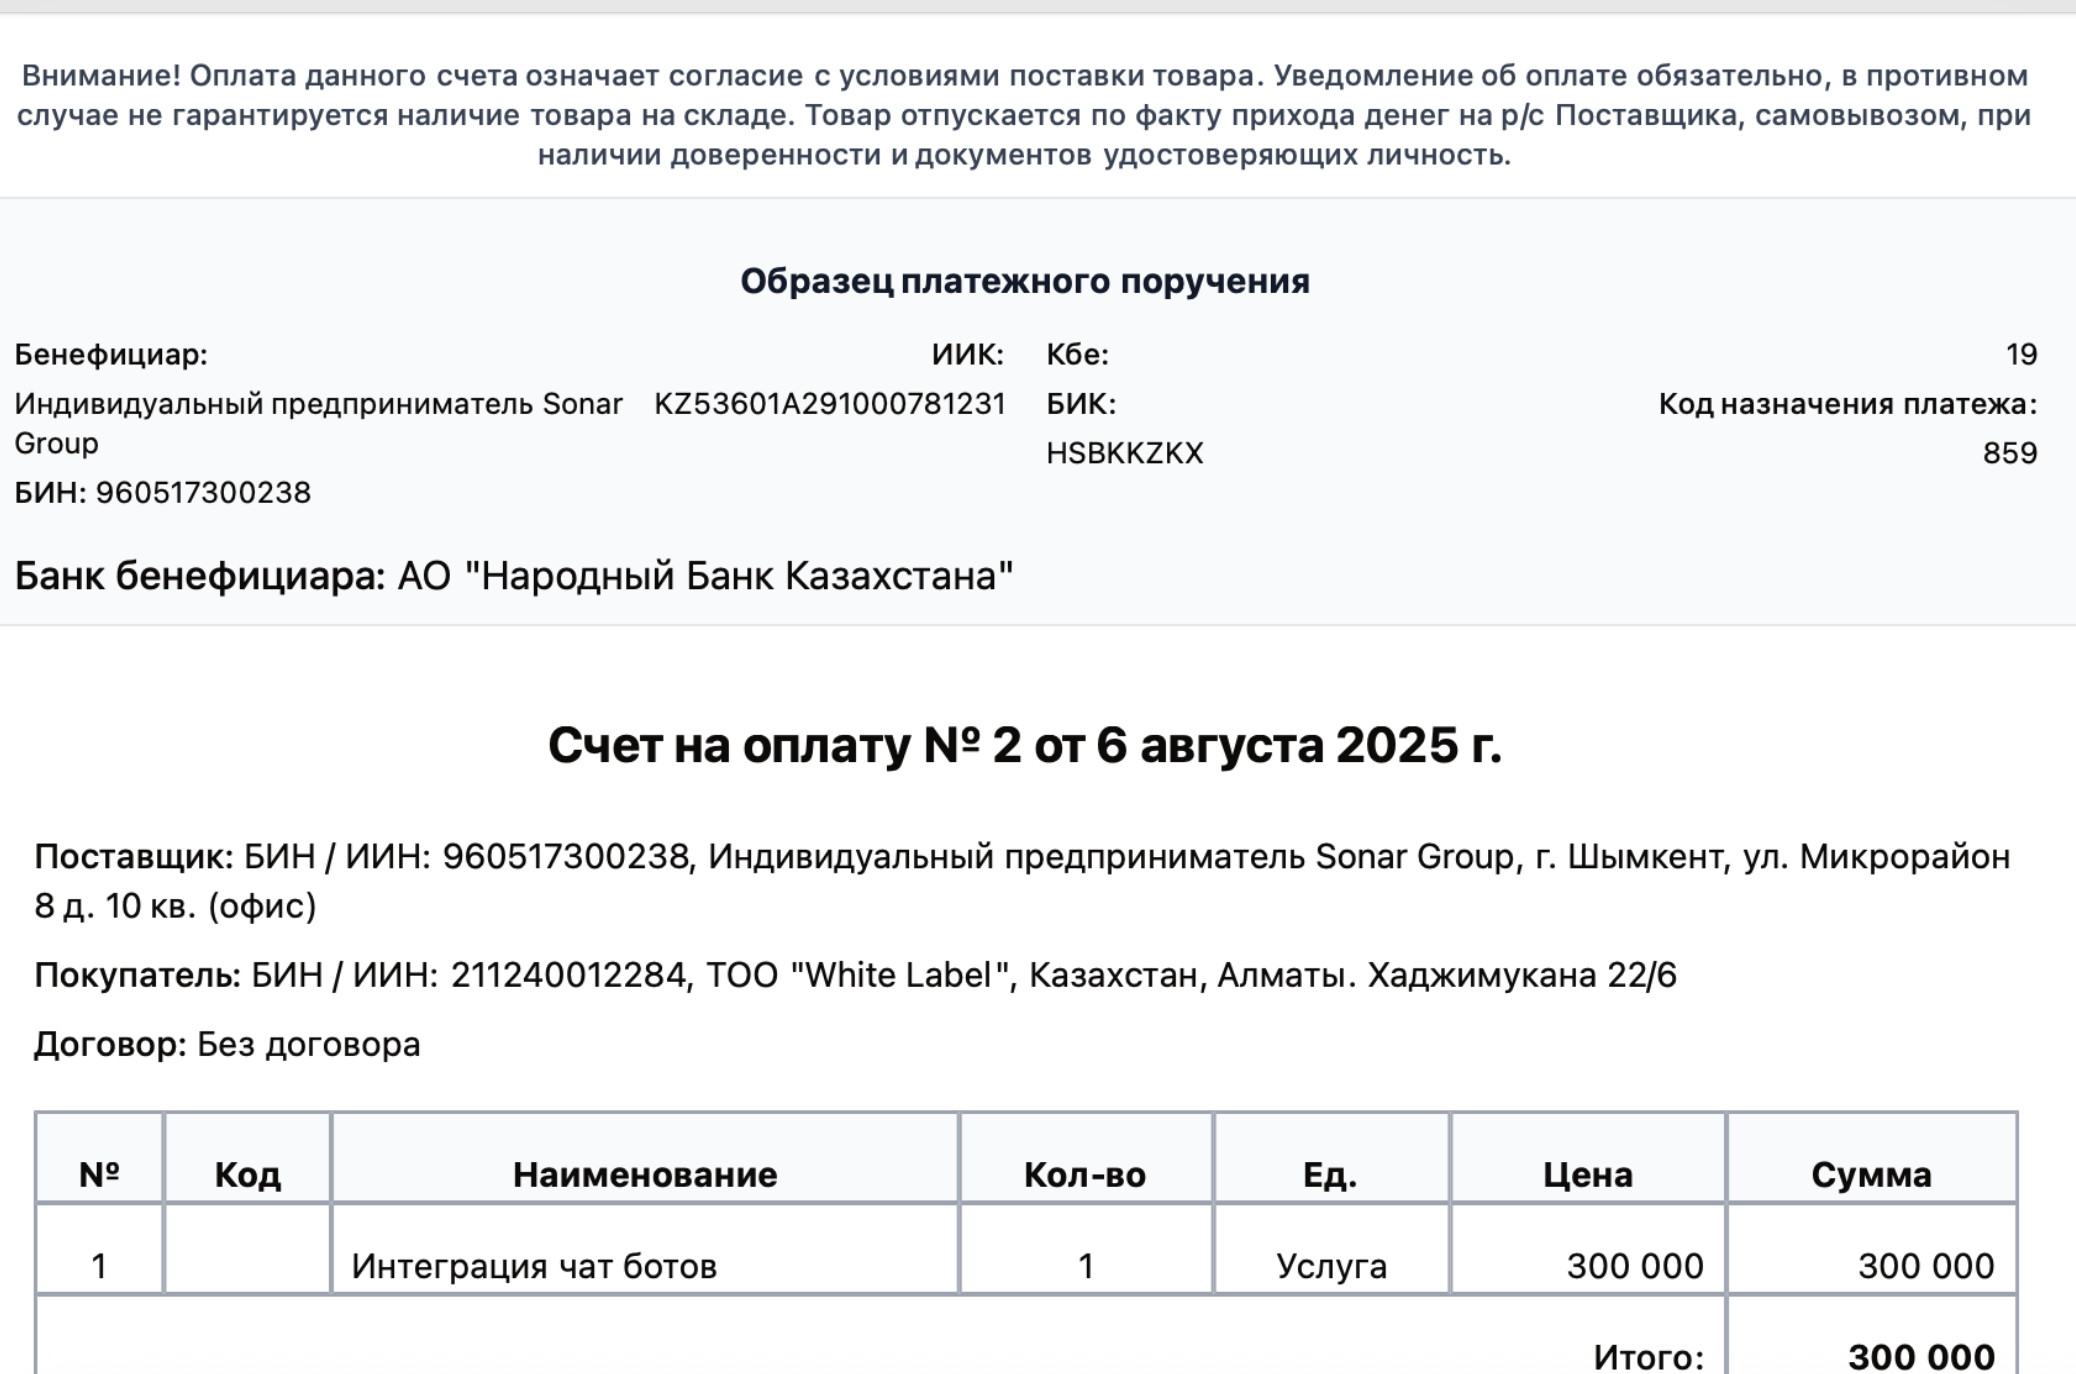 Внимание! Оплата данного счета означает согласие с условиями поставки товара. Уведомление об оплате обязательно, в противном
случае не гарантируется наличие товара на складе. Товар отпускается по факту прихода денег на р/с Поставщика, самовывозом, при
наличии доверенности и документов удостоверяющих личность.
Образец платежного поручения
Бенефициар: ИИК: Кбе: 19
Индивидуальный предприниматель Sonar KZ53601A291000781231 БИК: Код назначения платежа:
Group HSBKKZKX 859
БИН: 960517300238
Банк бенефициара: АО "Народный Банк Казахстана"
Счет на оплату № 2 от 6 августа 2025 г.
Поставщик: БИН / ИИН: 960517300238, Индивидуальный предприниматель Sonar Group, г. Шымкент, ул. Микрорайон
8 д. 10 кв. (офис)
Покупатель: БИН / ИИН: 211240012284, ТОО "White Label", Казахстан, Алматы. Хаджимукана 22/6
Договор: Без договора
№ Код Наименование Кол-во Ед. Цена Сумма
1 Интеграция чат ботов 1 Услуга 300 000 300 000
Итого: 300 000